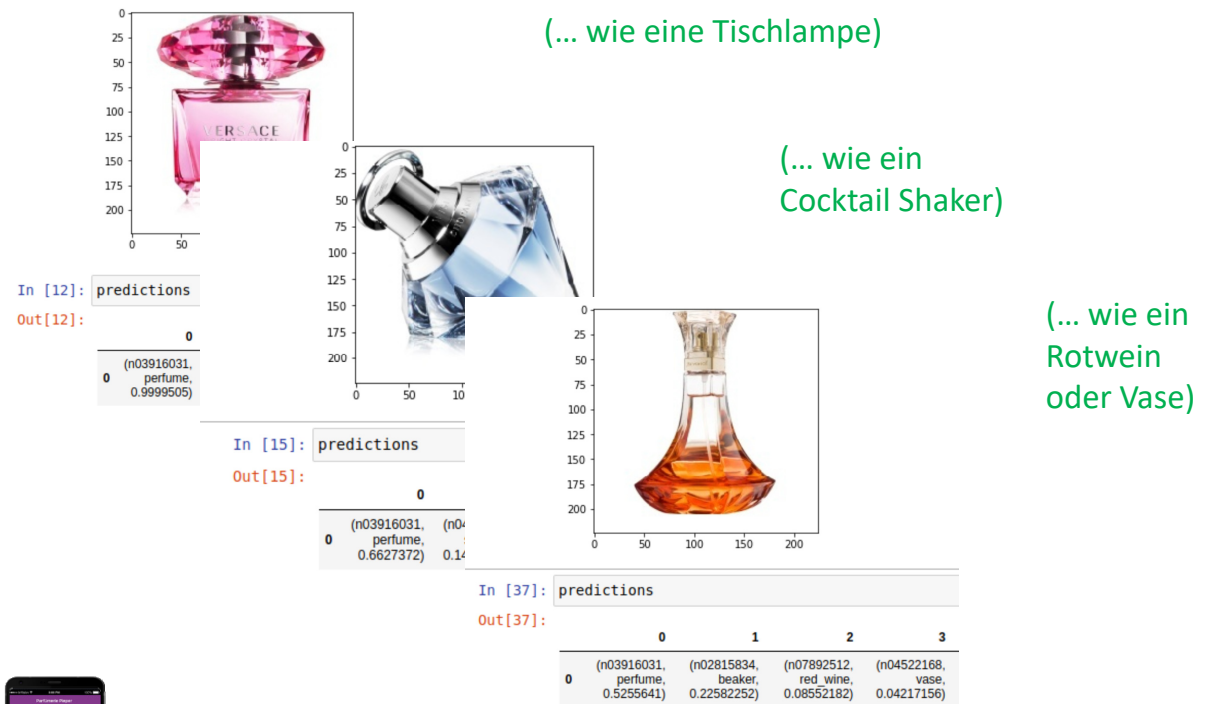 (... wie eine Tischlampe)
0
25
50
75
100
125
150
175
200
0 50
VERSACE
In [12]: predictions
Out[12]:
0
0 (n03916031,
perfume,
0.9999505)
(... wie ein
Cocktail Shaker)
0
25
50
75
100
125
150
175
200
0 50 10
In [15]: predictions
Out[15]:
0
0 (n03916031, (n04
perfume,
0.6627372) 0.14
(... wie ein
Rotwein
oder Vase)
0
25
50
75
100
125
150
175
200
0 50 100 150 200
In [37]: predictions
Out[37]:
0 1 2 3
0 (n03916031, (n02815834, (n07892512, (n04522168,
perfume, beaker, red_wine, vase,
0.5255641) 0.22582252) 0.08552182) 0.04217156)